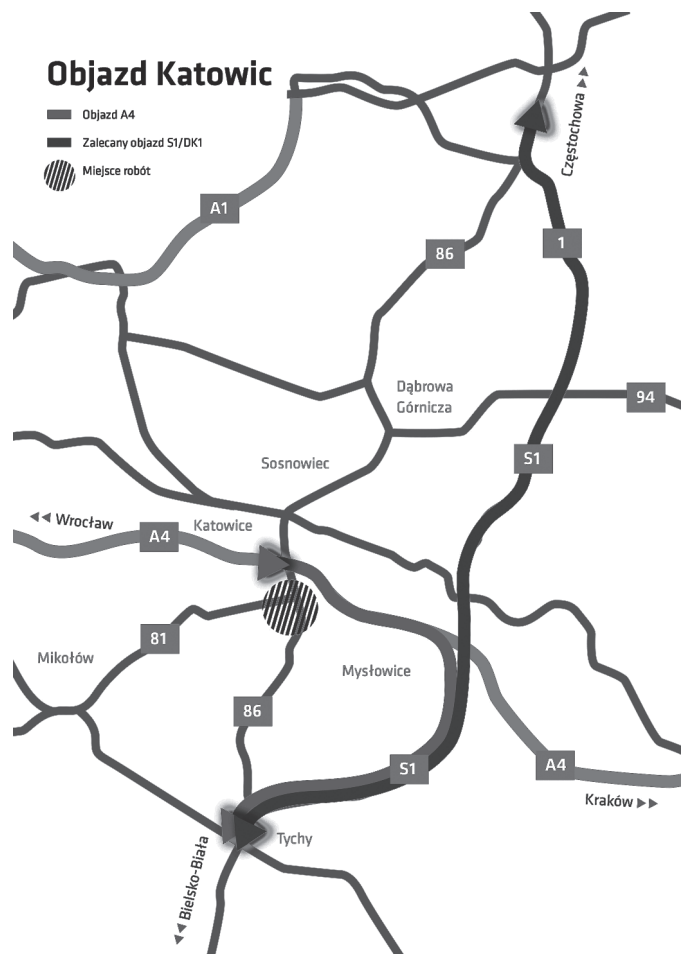 Objazd Katowic
Objazd A4
Zalecany objazd S1/DK1
Miejsce robót
Częstochowa
A1
1
86
Dąbrowa
Górnicza
94
Sosnowiec
S1
Wrocław
A4
Katowice
81
Mikołów
Mysłowice
86
S1
A4
Kraków
Tychy
Bielsko-Biała